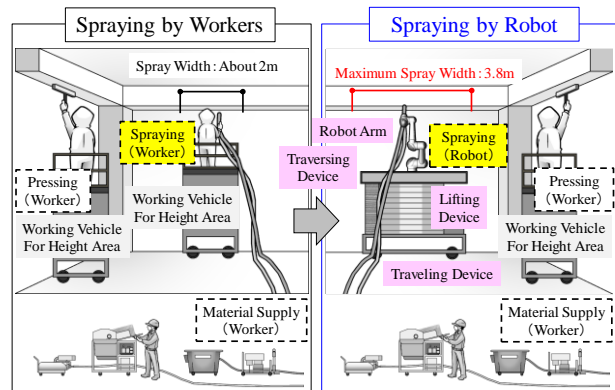 Spraying by Workers
Spray Width：About 2m
Spraying
(Worker)
Pressing
(Worker)
Working Vehicle
For Height Area
Working Vehicle
For Height Area
Material Supply
(Worker)
Spraying by Robot
Maximum Spray Width：3.8m
Robot Arm
Spraying
(Robot)
Traversing
Device
Lifting
Device
Pressing
(Worker)
Working Vehicle
For Height Area
Traveling Device
Material Supply
(Worker)